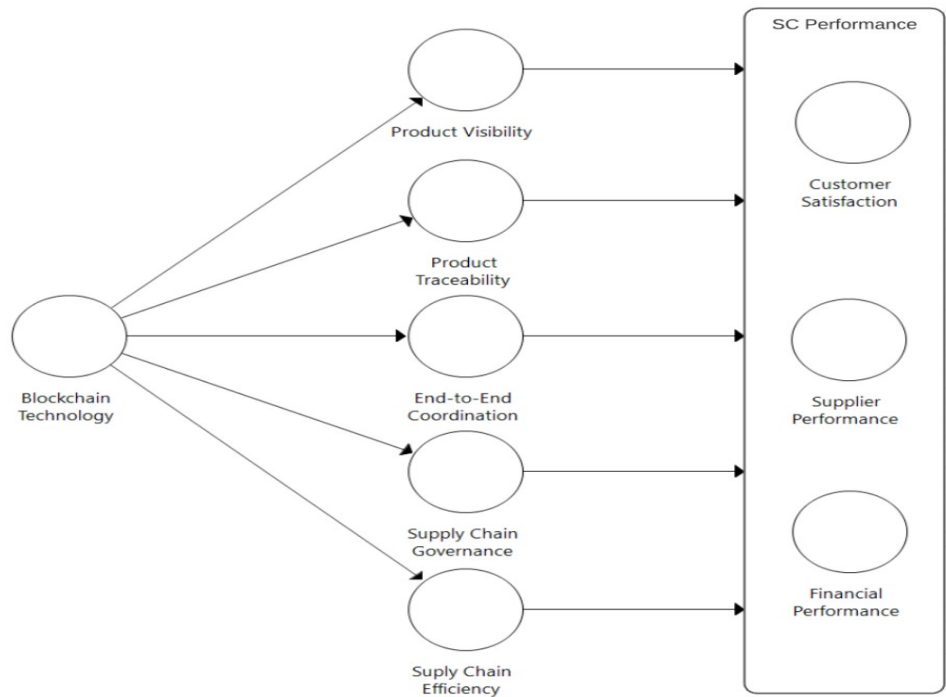 SC Performance
Product Visibility
Customer
Satisfaction
Product
Traceability
Blockchain
Technology
End-to-End
Coordination
Supplier
Performance
Supply Chain
Governance
Financial
Performance
Suply Chain
Efficiency